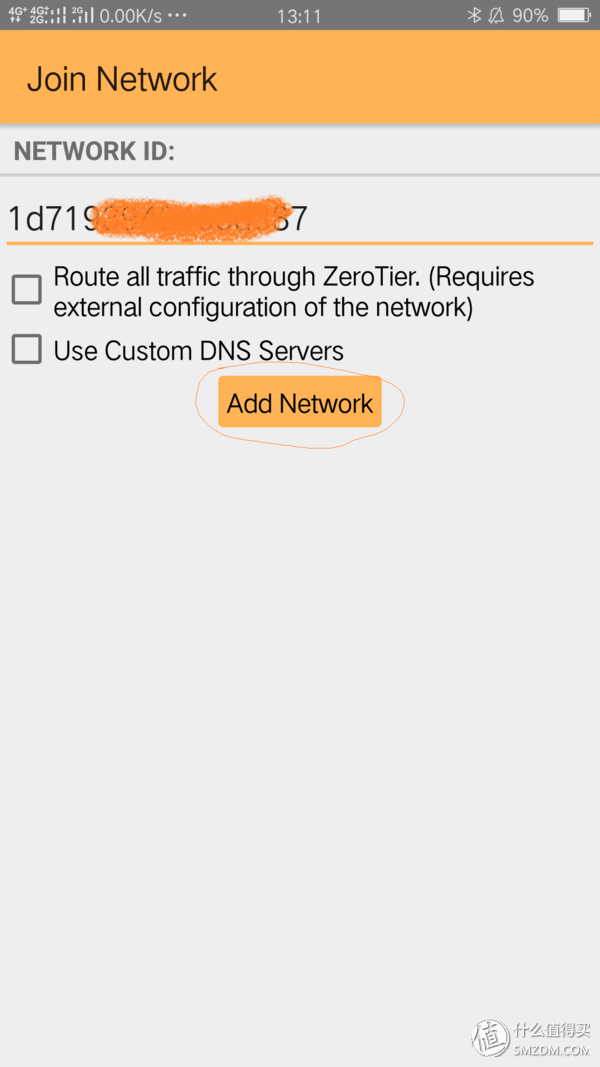 4G+ 4G+ 2G 2G 0.00K/s ... 13:11 90%
Join Network
NETWORK ID:
1d719 7
Route all traffic through ZeroTier. (Requires
external configuration of the network)
Use Custom DNS Servers
Add Network
值 什么值得买
SMZDM.COM